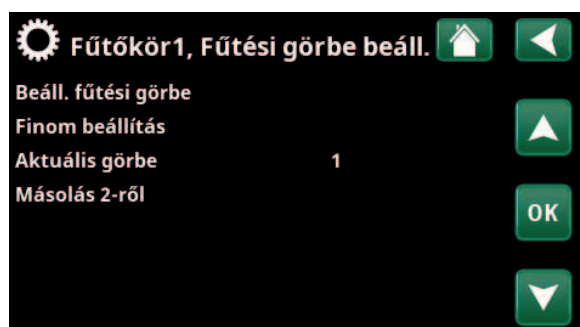 Fűtőkör1, Fűtési görbe beáll.
Beáll. fűtési görbe
Finom beállítás
Aktuális görbe 1
Másolás 2-ről
OK